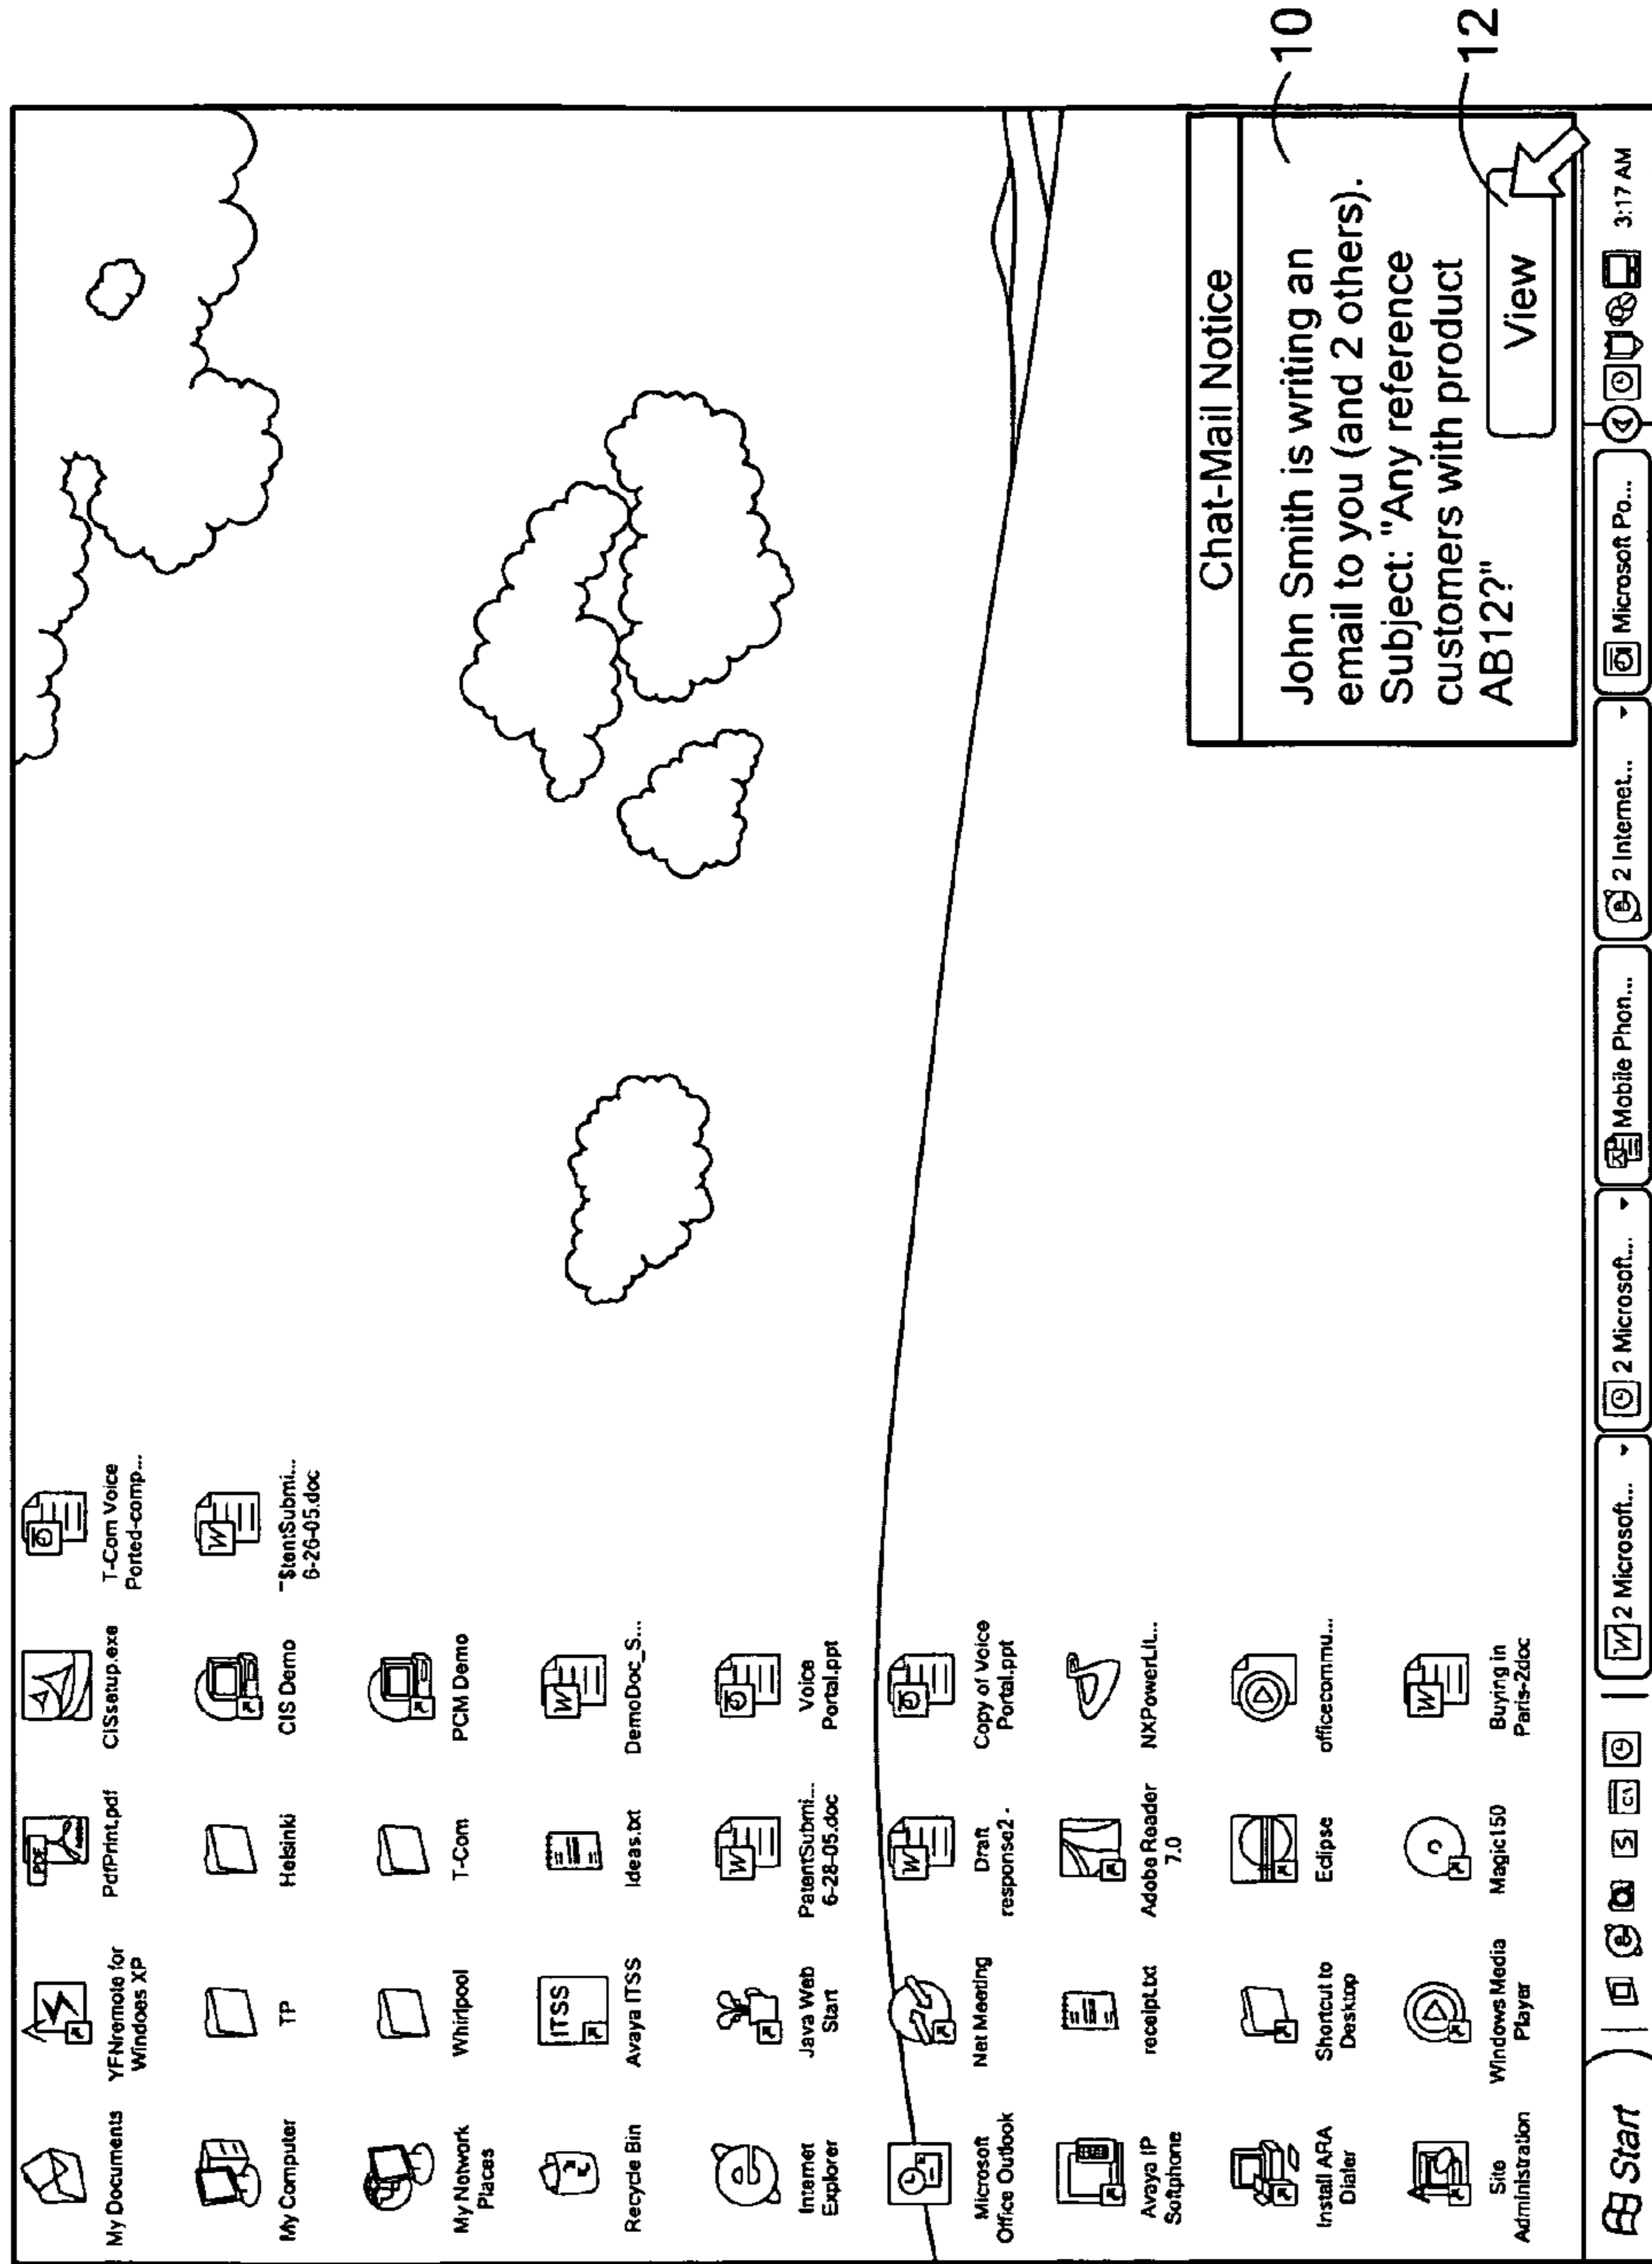 My Documents
YFNremote for
Windoes XP
PdfPrint.pdf
CISsetup.exe
T-Com Voice
Ported-comp...
My Computer
TP
Helsinki
CIS Demo
~$tentSubmi...
6-26-05.doc
My Network
Places
Whirlpool
T-Com
PCM Demo
Recycle Bin
ITSS
Avaya ITSS
Ideas.txt
DemoDoc_S...
Internet
Explorer
Java Web
Start
PatentSubmi...
6-28-05.doc
Voice
Portal.ppt
Microsoft
Office Outlook
Net Meeting
Draft
response2 .
Copy of Voice
Portal.ppt
Avaya IP
Softphone
receipt.txt
Adobe Reader
7.0
NXPowerLit...
Install ARA
Dialer
Shortcut to
Desktop
Eclipse
officecommu...
Site
Administration
Windows Media
Player
Magic150
Buying in
Paris-2doc
Chat-Mail Notice
John Smith is writing an
email to you (and 2 others).
Subject: "Any reference
customers with product
AB12?"
View
10
12
Start
2 Microsoft...
2 Microsoft...
Mobile Phon...
2 Internet...
Microsoft Po...
3:17 AM